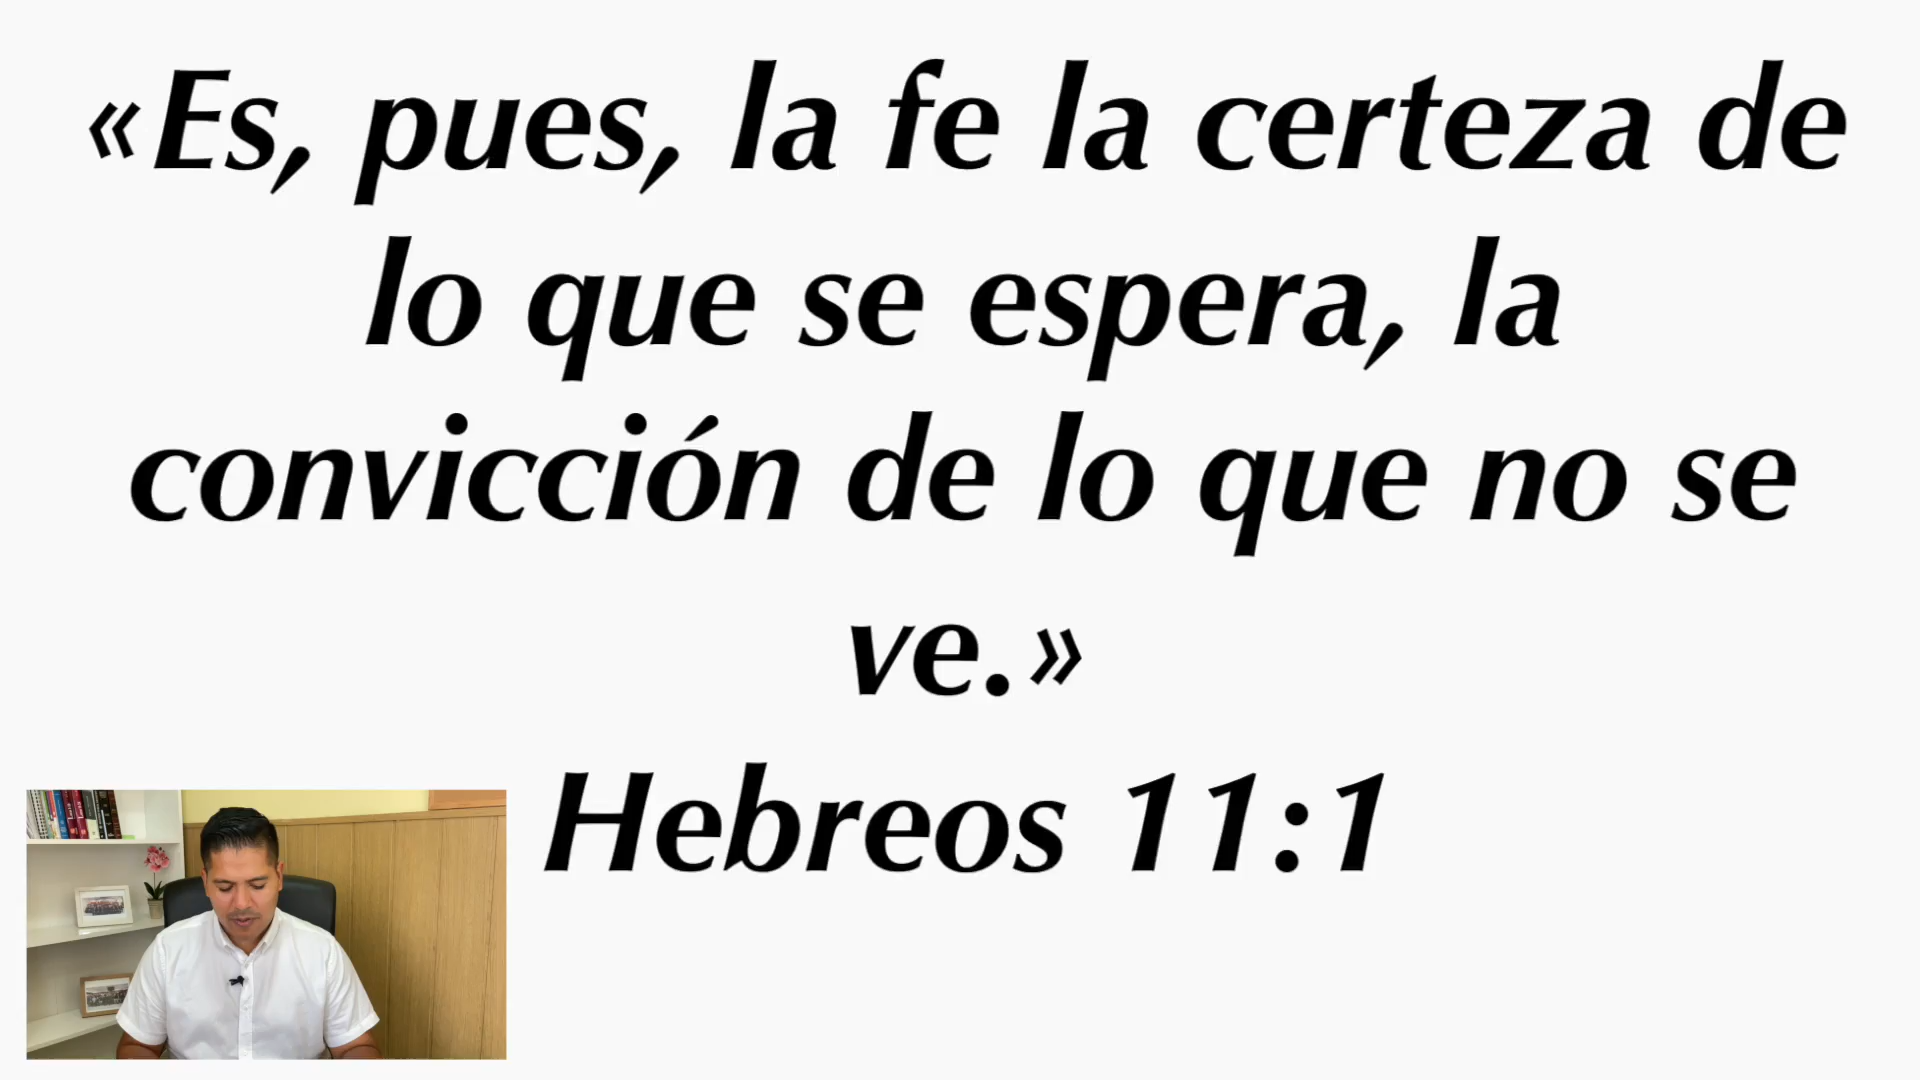 «Es, pues, la fe la certeza de
lo que se espera, la
convicción de lo que no se
ve.»
Hebreos 11:1